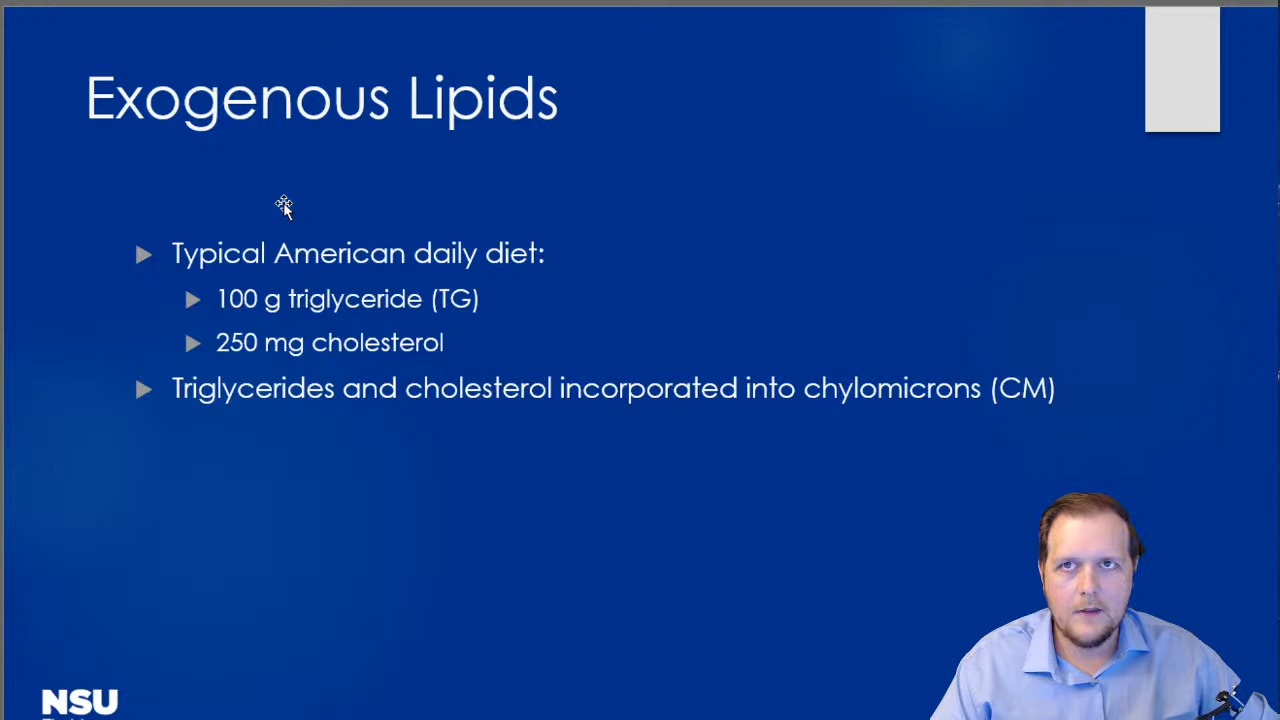 Exogenous Lipids
Typical American daily diet:
100 g triglyceride (TG)
250 mg cholesterol
Triglycerides and cholesterol incorporated into chylomicrons (CM)
NSU